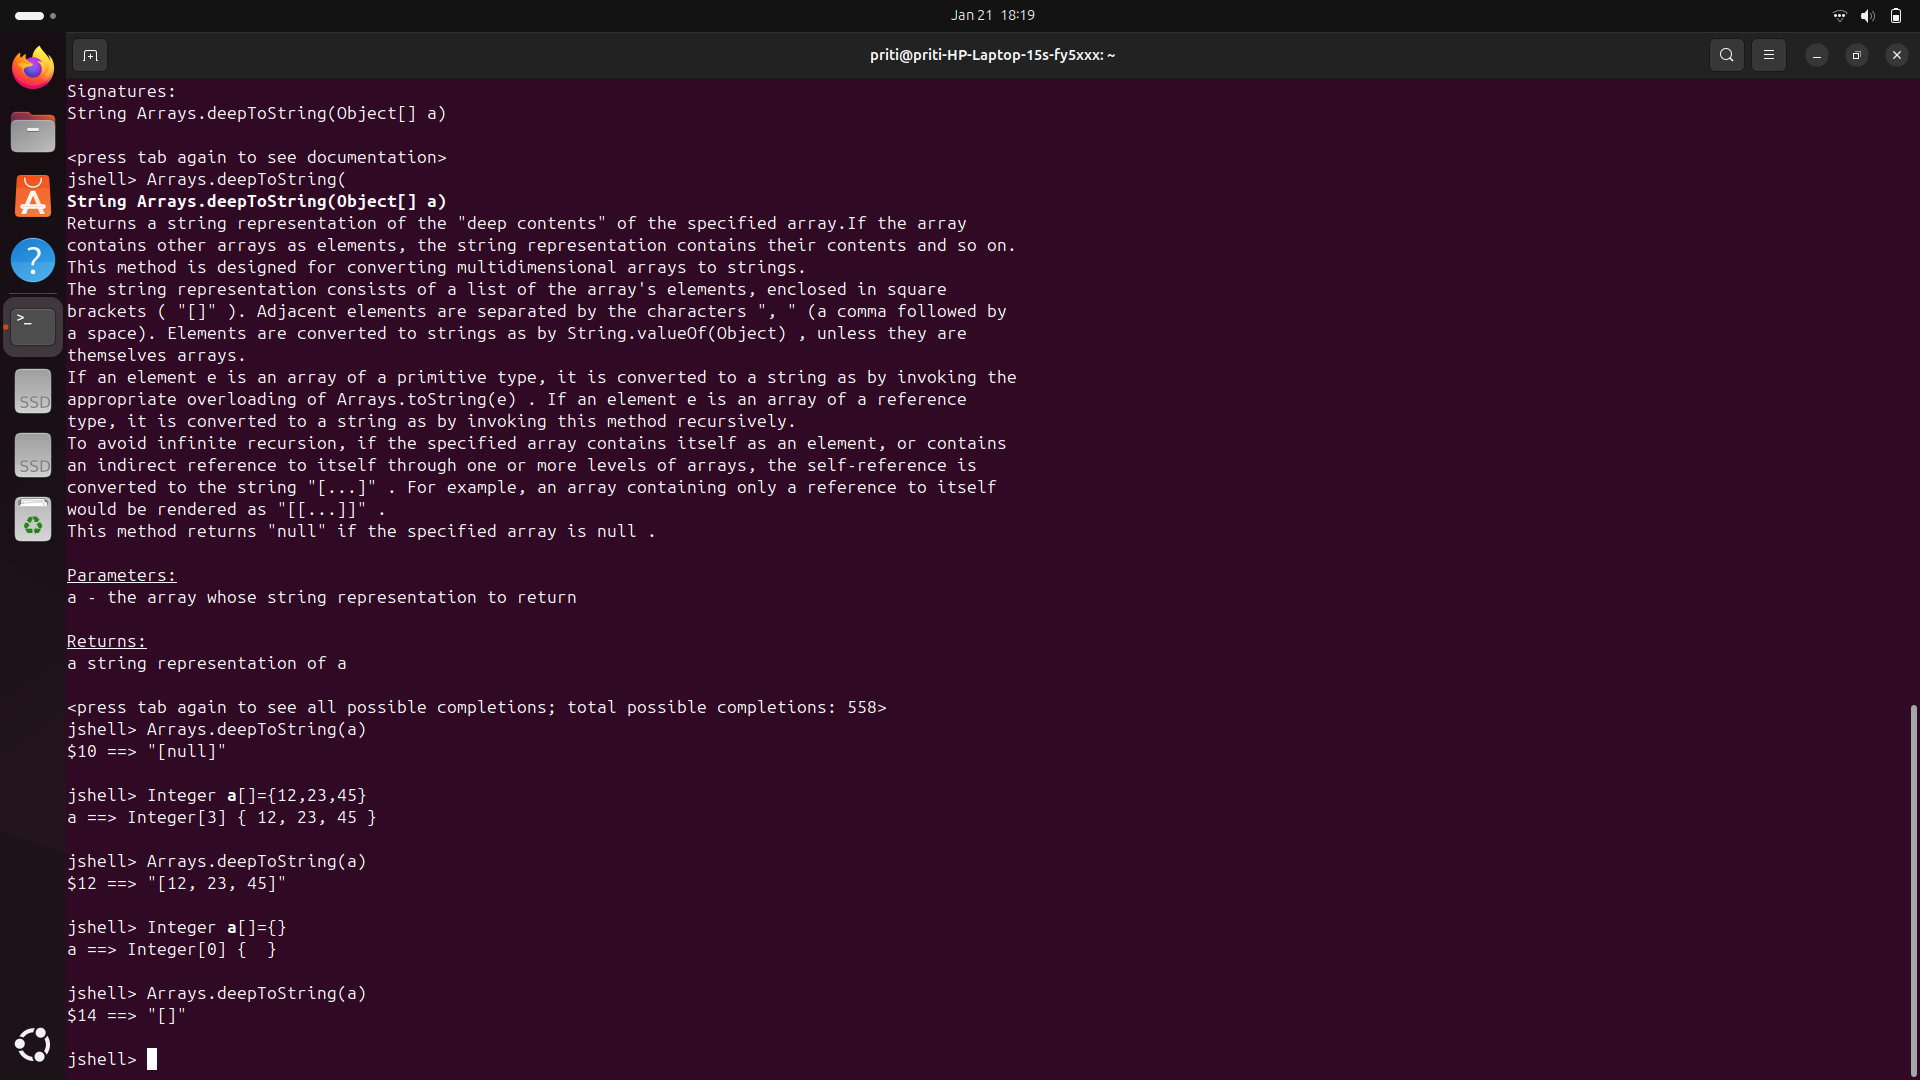 Jan 21 18:19
priti@priti-HP-Laptop-15s-fy5xxx: ~
Signatures:
String Arrays.deepToString(Object[] a)
<press tab again to see documentation>
jshell> Arrays.deepToString(
String Arrays.deepToString(Object[] a)
Returns a string representation of the "deep contents" of the specified array.If the array
contains other arrays as elements, the string representation contains their contents and so on.
This method is designed for converting multidimensional arrays to strings.
The string representation consists of a list of the array's elements, enclosed in square
brackets ( "[]" ). Adjacent elements are separated by the characters ", " (a comma followed by
a space). Elements are converted to strings as by String.valueOf(Object) , unless they are
themselves arrays.
If an element e is an array of a primitive type, it is converted to a string as by invoking the
appropriate overloading of Arrays.toString(e) . If an element e is an array of a reference
type, it is converted to a string as by invoking this method recursively.
To avoid infinite recursion, if the specified array contains itself as an element, or contains
an indirect reference to itself through one or more levels of arrays, the self-reference is
converted to the string "[...]" . For example, an array containing only a reference to itself
would be rendered as "[[...]]" .
This method returns "null" if the specified array is null .
Parameters:
a - the array whose string representation to return
Returns:
a string representation of a
<press tab again to see all possible completions; total possible completions: 558>
jshell> Arrays.deepToString(a)
$10 ==> "[null]"
jshell> Integer a[]={12,23,45}
a ==> Integer[3] { 12, 23, 45 }
jshell> Arrays.deepToString(a)
$12 ==> "[12, 23, 45]"
jshell> Integer a[]={}
a ==> Integer[0] {  }
jshell> Arrays.deepToString(a)
$14 ==> "[]"
jshell>
>_
SSD
SSD